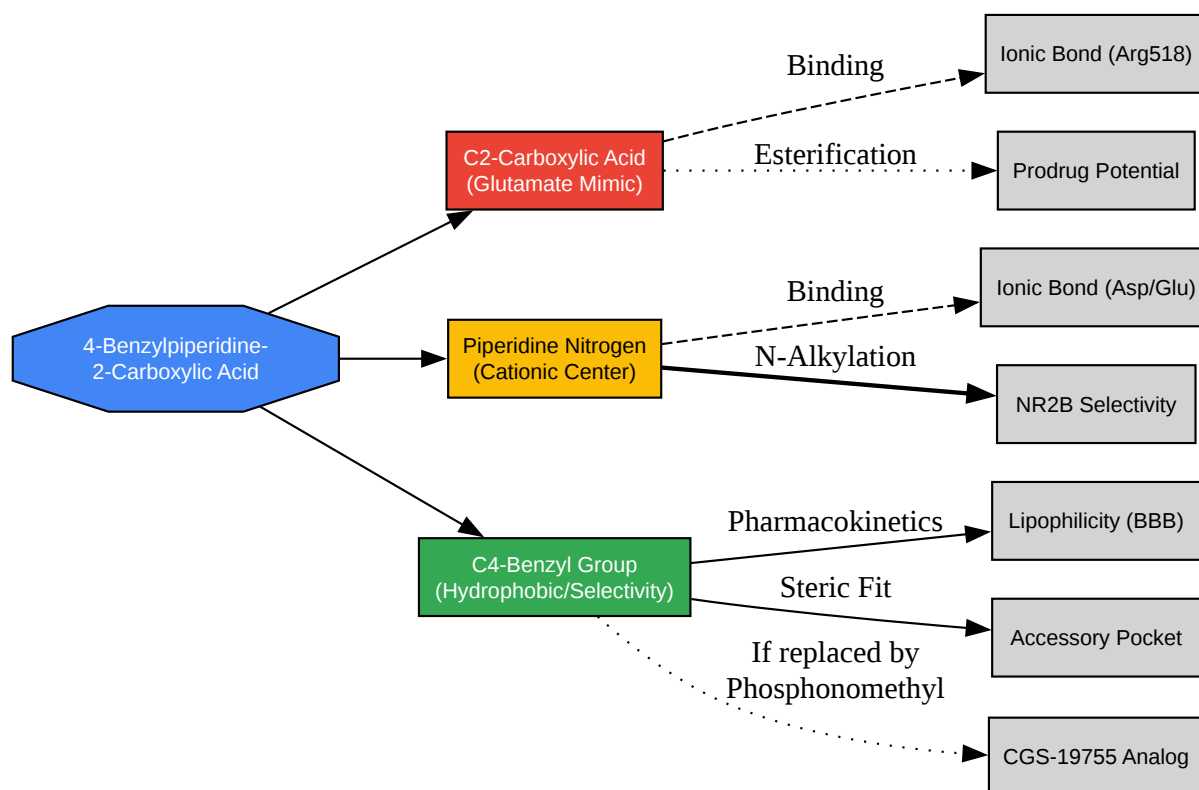 4-Benzylpiperidine-
2-Carboxylic Acid
C2-Carboxylic Acid
(Glutamate Mimic)
Binding
Ionic Bond (Arg518)
Esterification
Prodrug Potential
Piperidine Nitrogen
(Cationic Center)
Binding
Ionic Bond (Asp/Glu)
N-Alkylation
NR2B Selectivity
C4-Benzyl Group
(Hydrophobic/Selectivity)
Pharmacokinetics
Lipophilicity (BBB)
Steric Fit
Accessory Pocket
If replaced by
Phosphonomethyl
CGS-19755 Analog